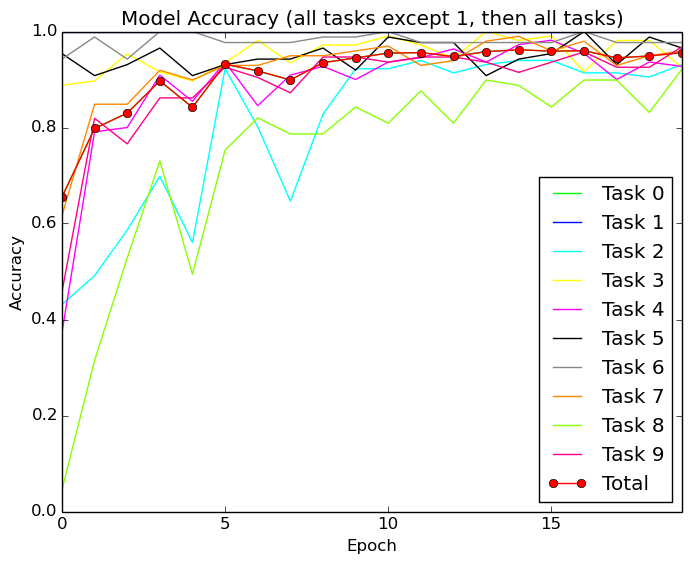 Model Accuracy (all tasks except 1, then all tasks)
1.0
0.8
0.6
0.4
0.2
0.0
Accuracy
0
5
10
15
Epoch
Task 0
Task 1
Task 2
Task 3
Task 4
Task 5
Task 6
Task 7
Task 8
Task 9
Total